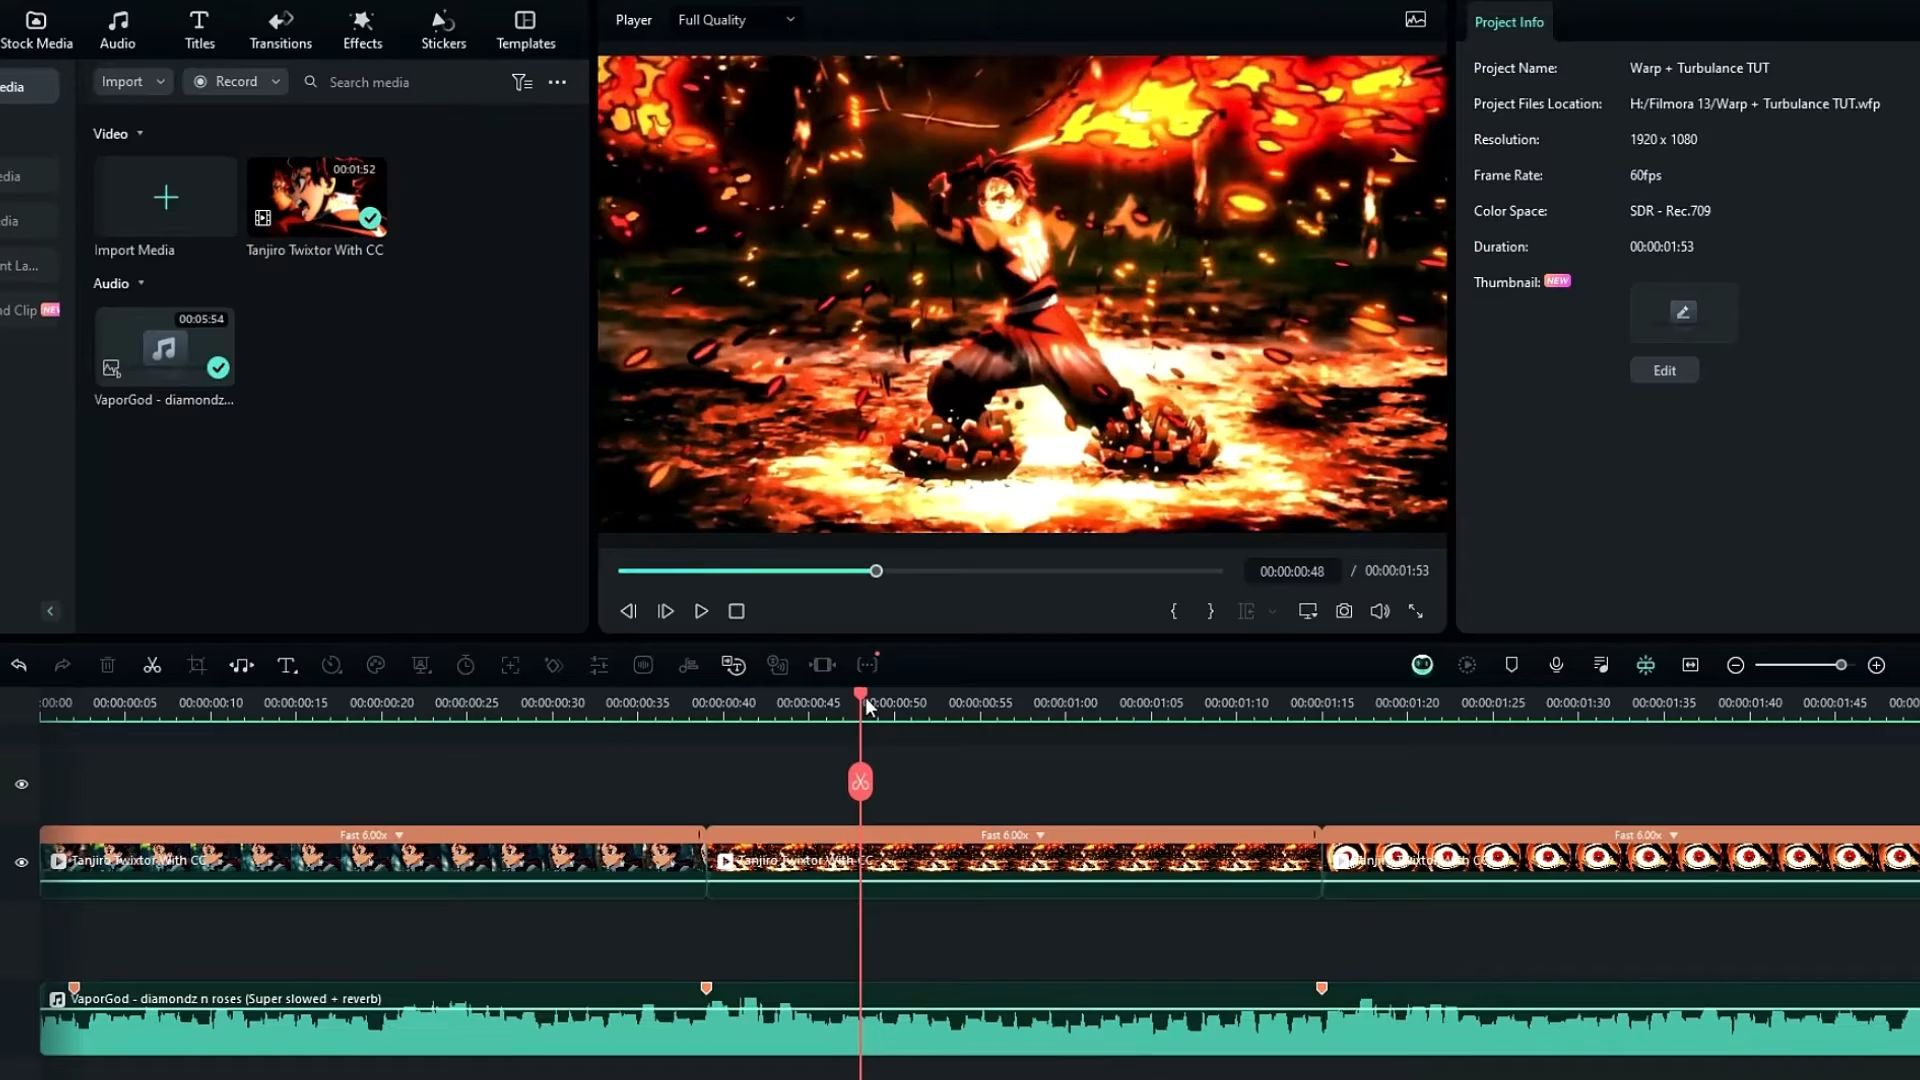 Stock Media
Audio
Titles
Transitions
Effects
Stickers
Templates
Player
Full Quality
Project Info
edia
Import
Record
Search media
Project Name:
Warp + Turbulance TUT
Project Files Location:
H:/Filmora 13/Warp + Turbulance TUT.wfp
Resolution:
1920 x 1080
Frame Rate:
60fps
Color Space:
SDR - Rec.709
Duration:
00:00:01:53
Thumbnail:
NEW
Edit
Video
edia
dia
nt La...
nd Clip
00:01:52
Import Media
Tanjiro Twixtor With CC
Audio
00:05:54
VaporGod - diamondz...
00:00:00:48
/ 00:00:01:53
:00:00
00:00:00:05
00:00:00:10
00:00:00:15
00:00:00:20
00:00:00:25
00:00:00:30
00:00:00:35
00:00:00:40
00:00:00:45
:00:00:50
00:00:00:55
00:00:01:00
00:00:01:05
00:00:01:10
00:00:01:15
00:00:01:20
00:00:01:25
00:00:01:30
00:00:01:35
00:00:01:40
00:00:01:45
00:00
Fast 6.00x
Fast 6.00x
Fast 6.00x
Tanjiro Twixtor With CC
Tanjiro Twixtor With CC
Tanjiro Twixtor With CC
VaporGod - diamondz n roses (Super slowed + reverb)